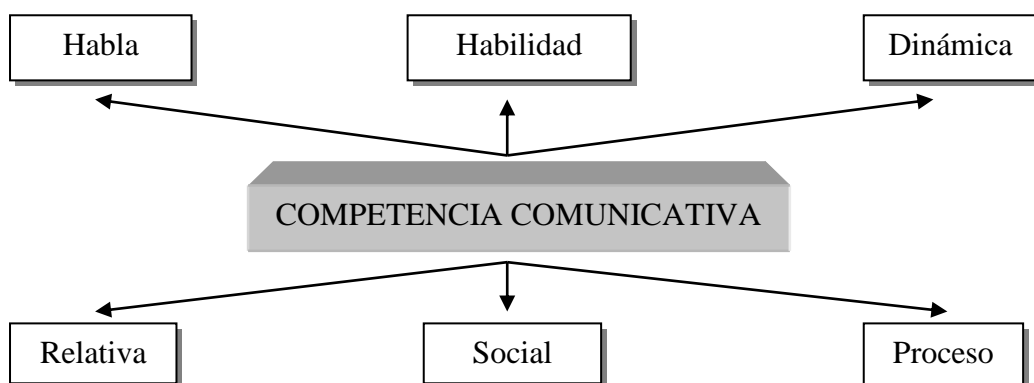 Habla
Habilidad
Dinámica
COMPETENCIA COMUNICATIVA
Relativa
Social
Proceso